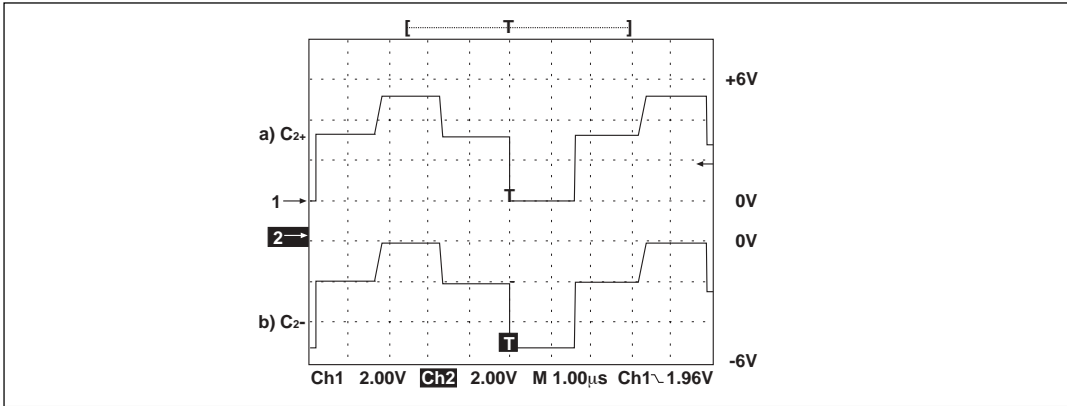 [ T ]
+6V
a) C2+
T
1
0V
2
0V
b) C2-
T
-6V
Ch1 2.00V Ch2 2.00V M 1.00µs Ch1 1.96V